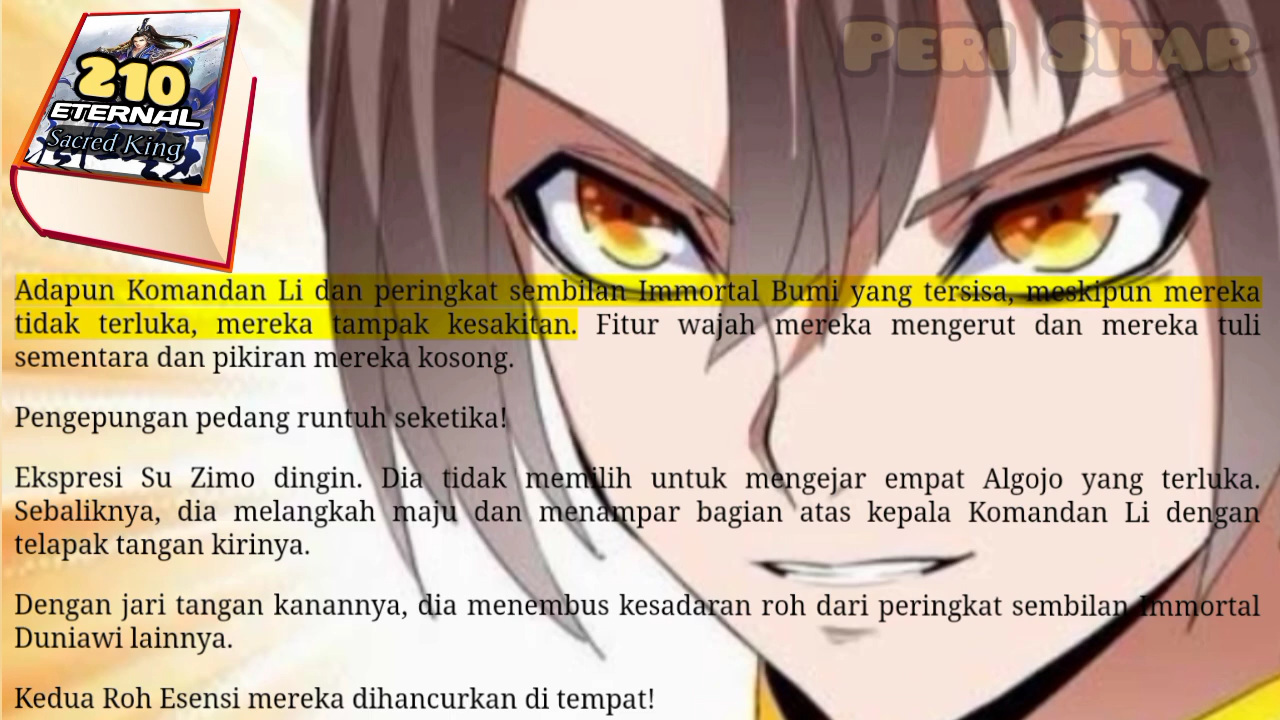 PERI SITAR
210
ETERNAL
Sacred King
Adapun Komandan Li dan peringkat sembilan Immortal Bumi yang tersisa, meskipun mereka
tidak terluka, mereka tampak kesakitan. Fitur wajah mereka mengerut dan mereka tuli
sementara dan pikiran mereka kosong.
Pengepungan pedang runtuh seketika!
Ekspresi Su Zimo dingin. Dia tidak memilih untuk mengejar empat Algojo yang terluka.
Sebaliknya, dia melangkah maju dan menampar bagian atas kepala Komandan Li dengan
telapak tangan kirinya.
Dengan jari tangan kanannya, dia menembus kesadaran roh dari peringkat sembilan Immortal
Duniawi lainnya.
Kedua Roh Esensi mereka dihancurkan di tempat!